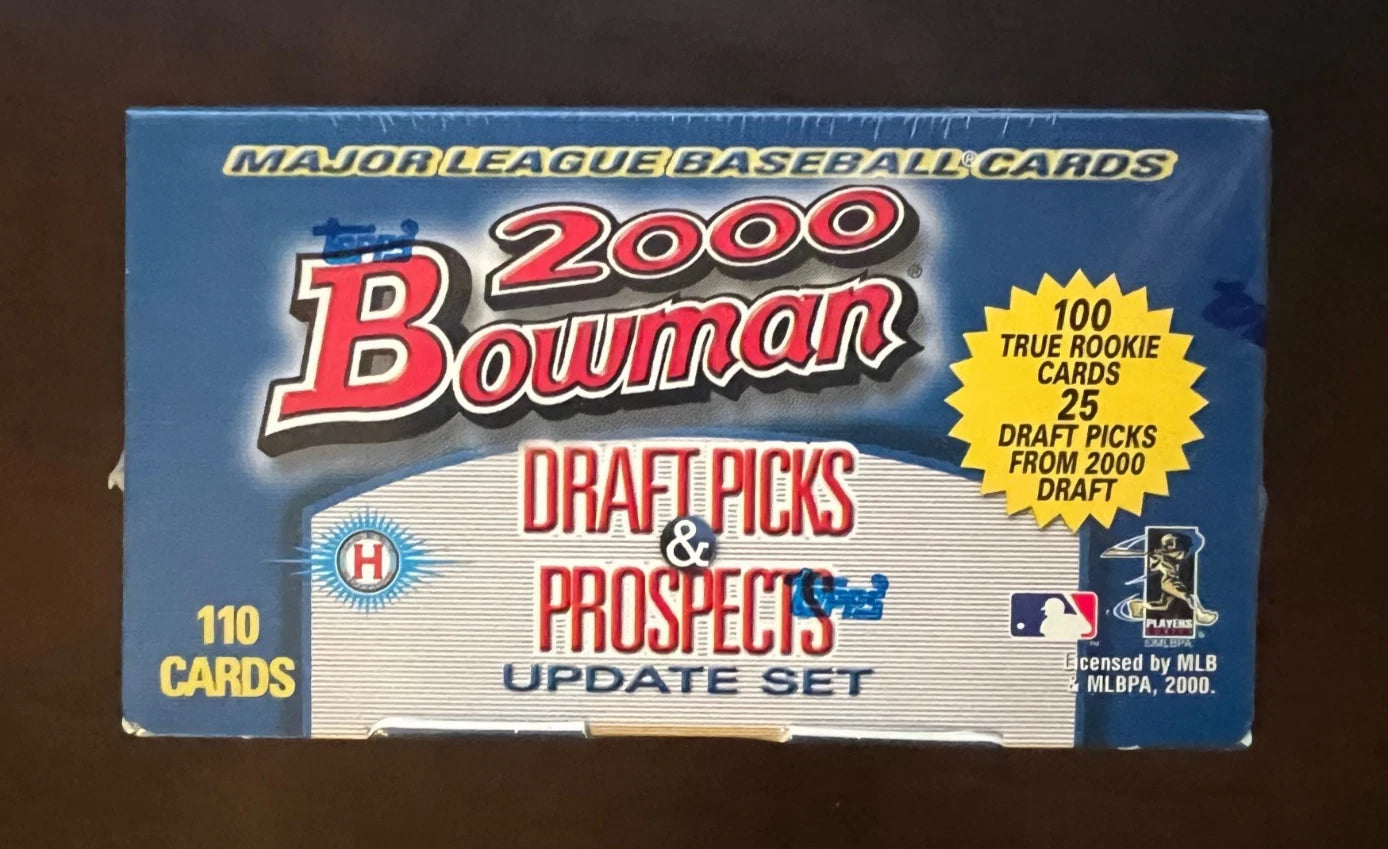 MAJOR LEAGUE BASEBALL® CARDS
2000
Bowman®
topps
100
TRUE ROOKIE
CARDS
25
DRAFT PICKS
FROM 2000
DRAFT
DRAFT PICKS
&
PROSPECTS
topps
UPDATE SET
H
110
CARDS
PLAYERS
©MLBPA
Licensed by MLB
& MLBPA, 2000.